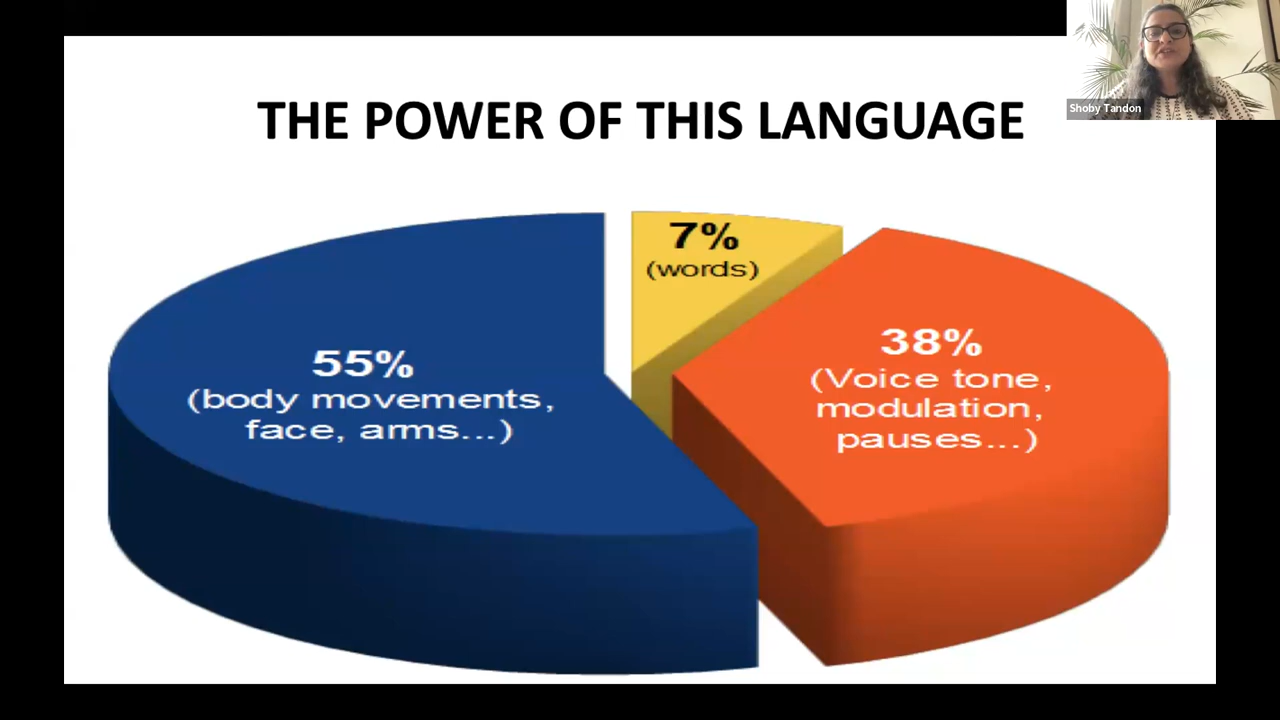 THE POWER OF THIS LANGUAGE
Shoby Tandon
7%
(words)
38%
(Voice tone,
modulation,
pauses...)
55%
(body movements,
face, arms...)